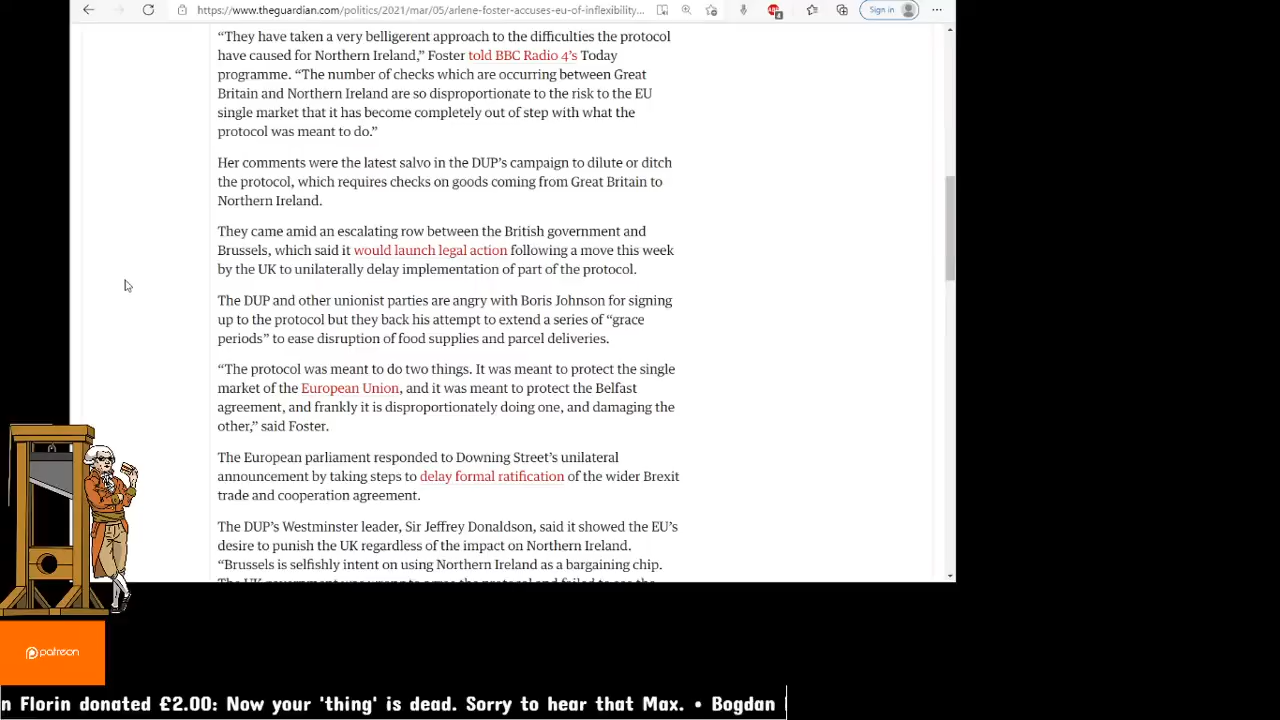 https://www.theguardian.com/politics/2021/mar/05/arlene-foster-accuses-eu-of-inflexibility...
Sign in
“They have taken a very belligerent approach to the difficulties the protocol
have caused for Northern Ireland,” Foster told BBC Radio 4’s Today
programme. “The number of checks which are occurring between Great
Britain and Northern Ireland are so disproportionate to the risk to the EU
single market that it has become completely out of step with what the
protocol was meant to do.”
Her comments were the latest salvo in the DUP’s campaign to dilute or ditch
the protocol, which requires checks on goods coming from Great Britain to
Northern Ireland.
They came amid an escalating row between the British government and
Brussels, which said it would launch legal action following a move this week
by the UK to unilaterally delay implementation of part of the protocol.
The DUP and other unionist parties are angry with Boris Johnson for signing
up to the protocol but they back his attempt to extend a series of “grace
periods” to ease disruption of food supplies and parcel deliveries.
“The protocol was meant to do two things. It was meant to protect the single
market of the European Union, and it was meant to protect the Belfast
agreement, and frankly it is disproportionately doing one, and damaging the
other,” said Foster.
The European parliament responded to Downing Street’s unilateral
announcement by taking steps to delay formal ratification of the wider Brexit
trade and cooperation agreement.
The DUP’s Westminster leader, Sir Jeffrey Donaldson, said it showed the EU’s
desire to punish the UK regardless of the impact on Northern Ireland.
“Brussels is selfishly intent on using Northern Ireland as a bargaining chip.
patreon
n Florin donated £2.00: Now your 'thing' is dead. Sorry to hear that Max. • Bogdan